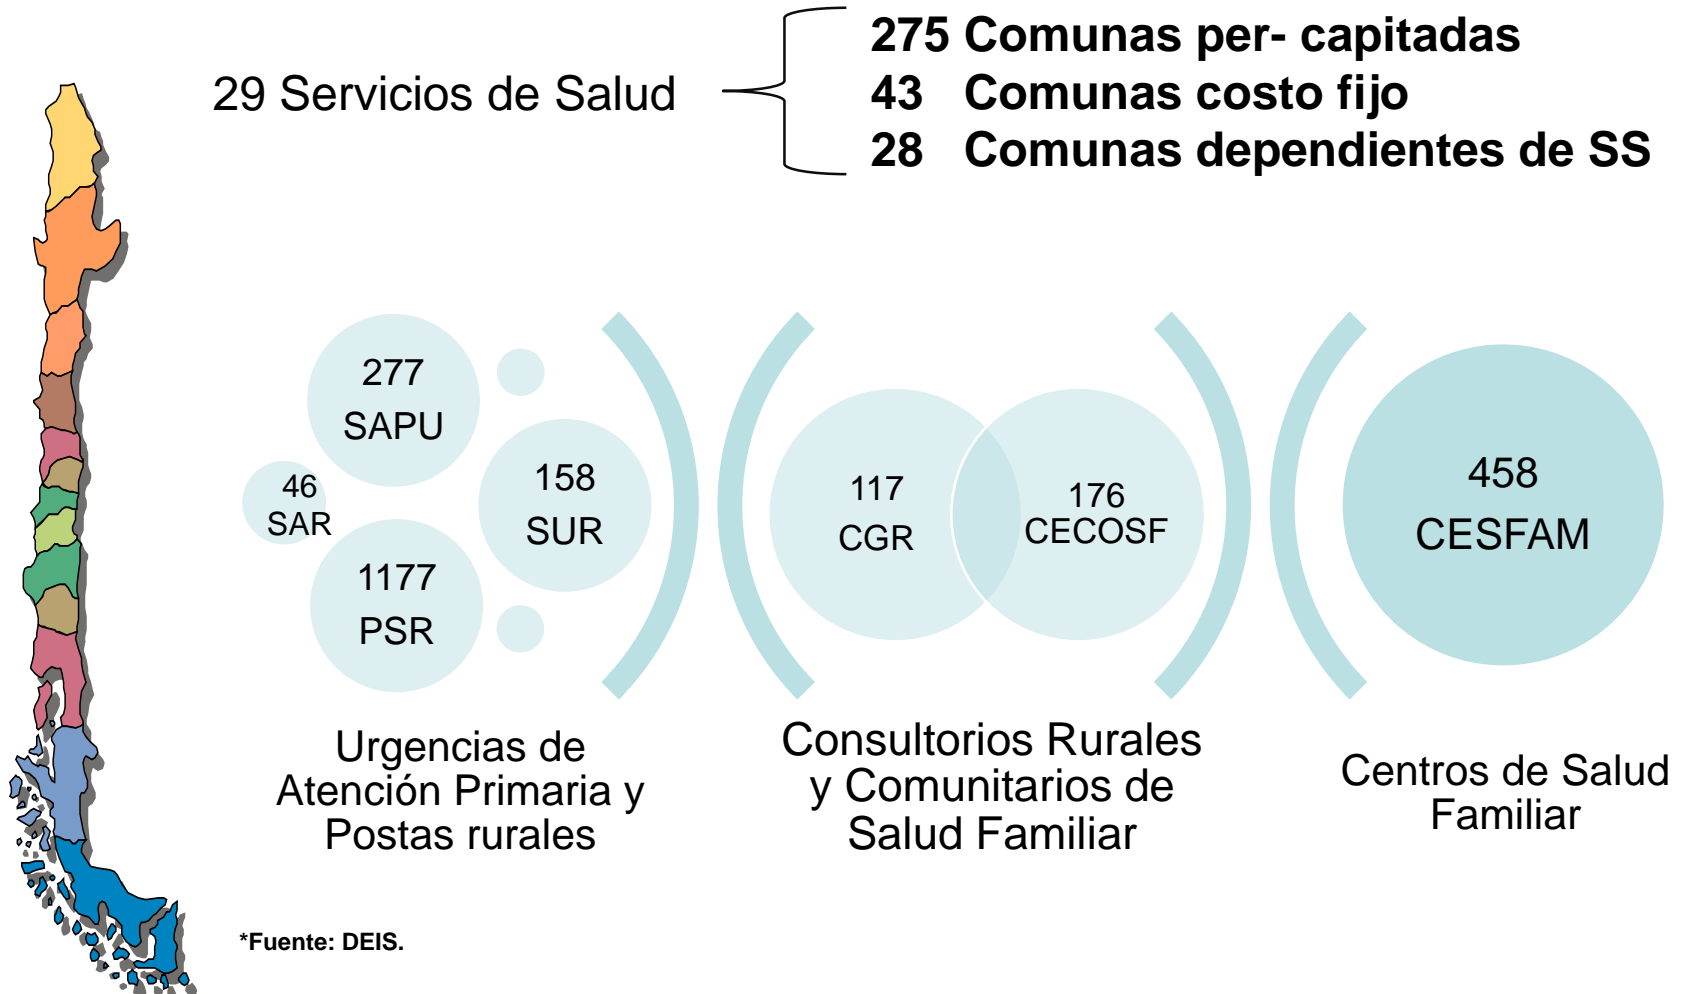 29 Servicios de Salud
275 Comunas per- capitadas
43 Comunas costo fijo
28 Comunas dependientes de SS
277
SAPU
46
SAR
158
SUR
1177
PSR
117
CGR
176
CECOSF
458
CESFAM
Urgencias de
Atención Primaria y
Postas rurales
Consultorios Rurales
y Comunitarios de
Salud Familiar
Centros de Salud
Familiar
*Fuente: DEIS.